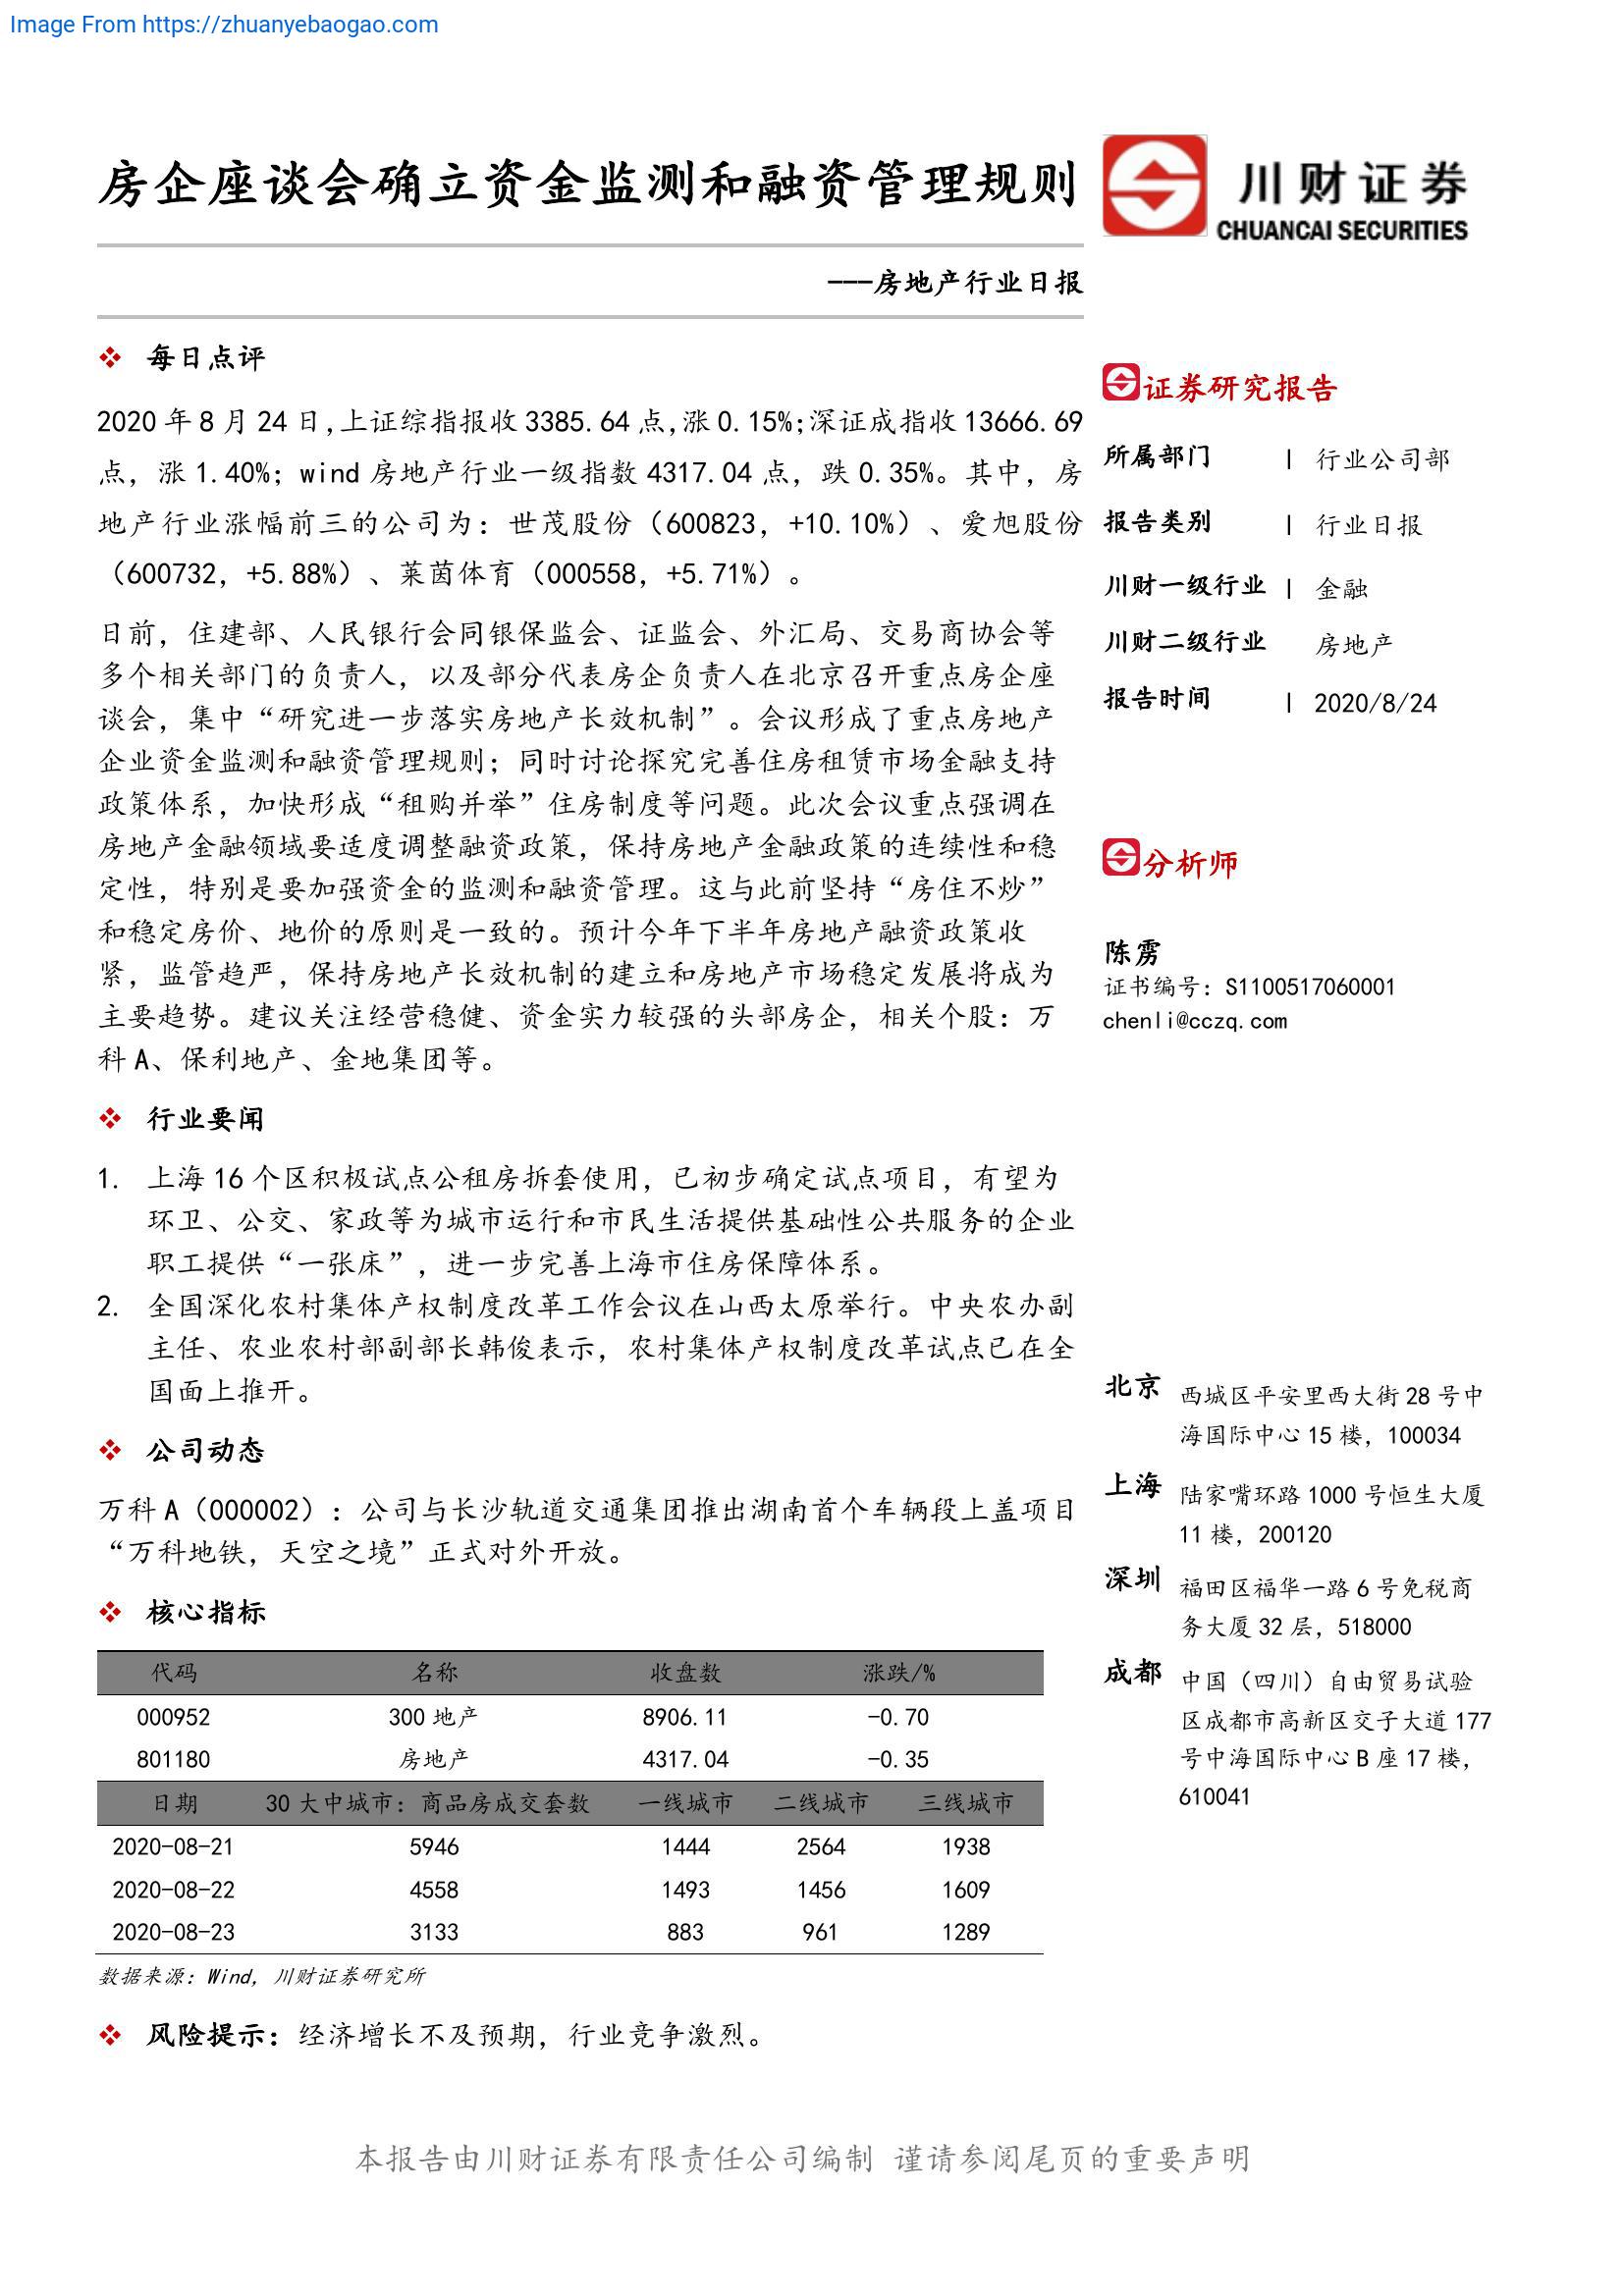 Image From https://zhuanyebaogao.com
房企座谈会确立资金监测和融资管理规则
川财证券
CHUANCAI SECURITIES
---房地产行业日报
❖ 每日点评
2020 年 8 月 24 日,上证综指报收 3385.64 点,涨 0.15%;深证成指收 13666.69
点，涨 1.40%；wind 房地产行业一级指数 4317.04 点，跌 0.35%。其中，房
地产行业涨幅前三的公司为：世茂股份（600823，+10.10%）、爱旭股份
（600732，+5.88%）、莱茵体育（000558，+5.71%）。
日前，住建部、人民银行会同银保监会、证监会、外汇局、交易商协会等
多个相关部门的负责人，以及部分代表房企负责人在北京召开重点房企座
谈会，集中“研究进一步落实房地产长效机制”。会议形成了重点房地产
企业资金监测和融资管理规则；同时讨论探究完善住房租赁市场金融支持
政策体系，加快形成“租购并举”住房制度等问题。此次会议重点强调在
房地产金融领域要适度调整融资政策，保持房地产金融政策的连续性和稳
定性，特别是要加强资金的监测和融资管理。这与此前坚持“房住不炒”
和稳定房价、地价的原则是一致的。预计今年下半年房地产融资政策收
紧，监管趋严，保持房地产长效机制的建立和房地产市场稳定发展将成为
主要趋势。建议关注经营稳健、资金实力较强的头部房企，相关个股：万
科 A、保利地产、金地集团等。
❖ 行业要闻
1. 上海 16 个区积极试点公租房拆套使用，已初步确定试点项目，有望为
环卫、公交、家政等为城市运行和市民生活提供基础性公共服务的企业
职工提供“一张床”，进一步完善上海市住房保障体系。
2. 全国深化农村集体产权制度改革工作会议在山西太原举行。中央农办副
主任、农业农村部副部长韩俊表示，农村集体产权制度改革试点已在全
国面上推开。
❖ 公司动态
万科 A（000002）：公司与长沙轨道交通集团推出湖南首个车辆段上盖项目
“万科地铁，天空之境”正式对外开放。
❖ 核心指标
代码 名称 收盘数 涨跌/%
000952 300 地产 8906.11 -0.70
801180 房地产 4317.04 -0.35
日期 30 大中城市：商品房成交套数 一线城市 二线城市 三线城市
2020-08-21 5946 1444 2564 1938
2020-08-22 4558 1493 1456 1609
2020-08-23 3133 883 961 1289
数据来源：Wind，川财证券研究所
❖ 风险提示：经济增长不及预期，行业竞争激烈。
证券研究报告
所属部门 | 行业公司部
报告类别 | 行业日报
川财一级行业 | 金融
川财二级行业 房地产
报告时间 | 2020/8/24
分析师
陈雳
证书编号：S1100517060001
chenli@cczq.com
北京 西城区平安里西大街 28 号中
海国际中心 15 楼，100034
上海 陆家嘴环路 1000 号恒生大厦
11 楼，200120
深圳 福田区福华一路 6 号免税商
务大厦 32 层，518000
成都 中国（四川）自由贸易试验
区成都市高新区交子大道 177
号中海国际中心 B 座 17 楼，
610041
本报告由川财证券有限责任公司编制 谨请参阅尾页的重要声明